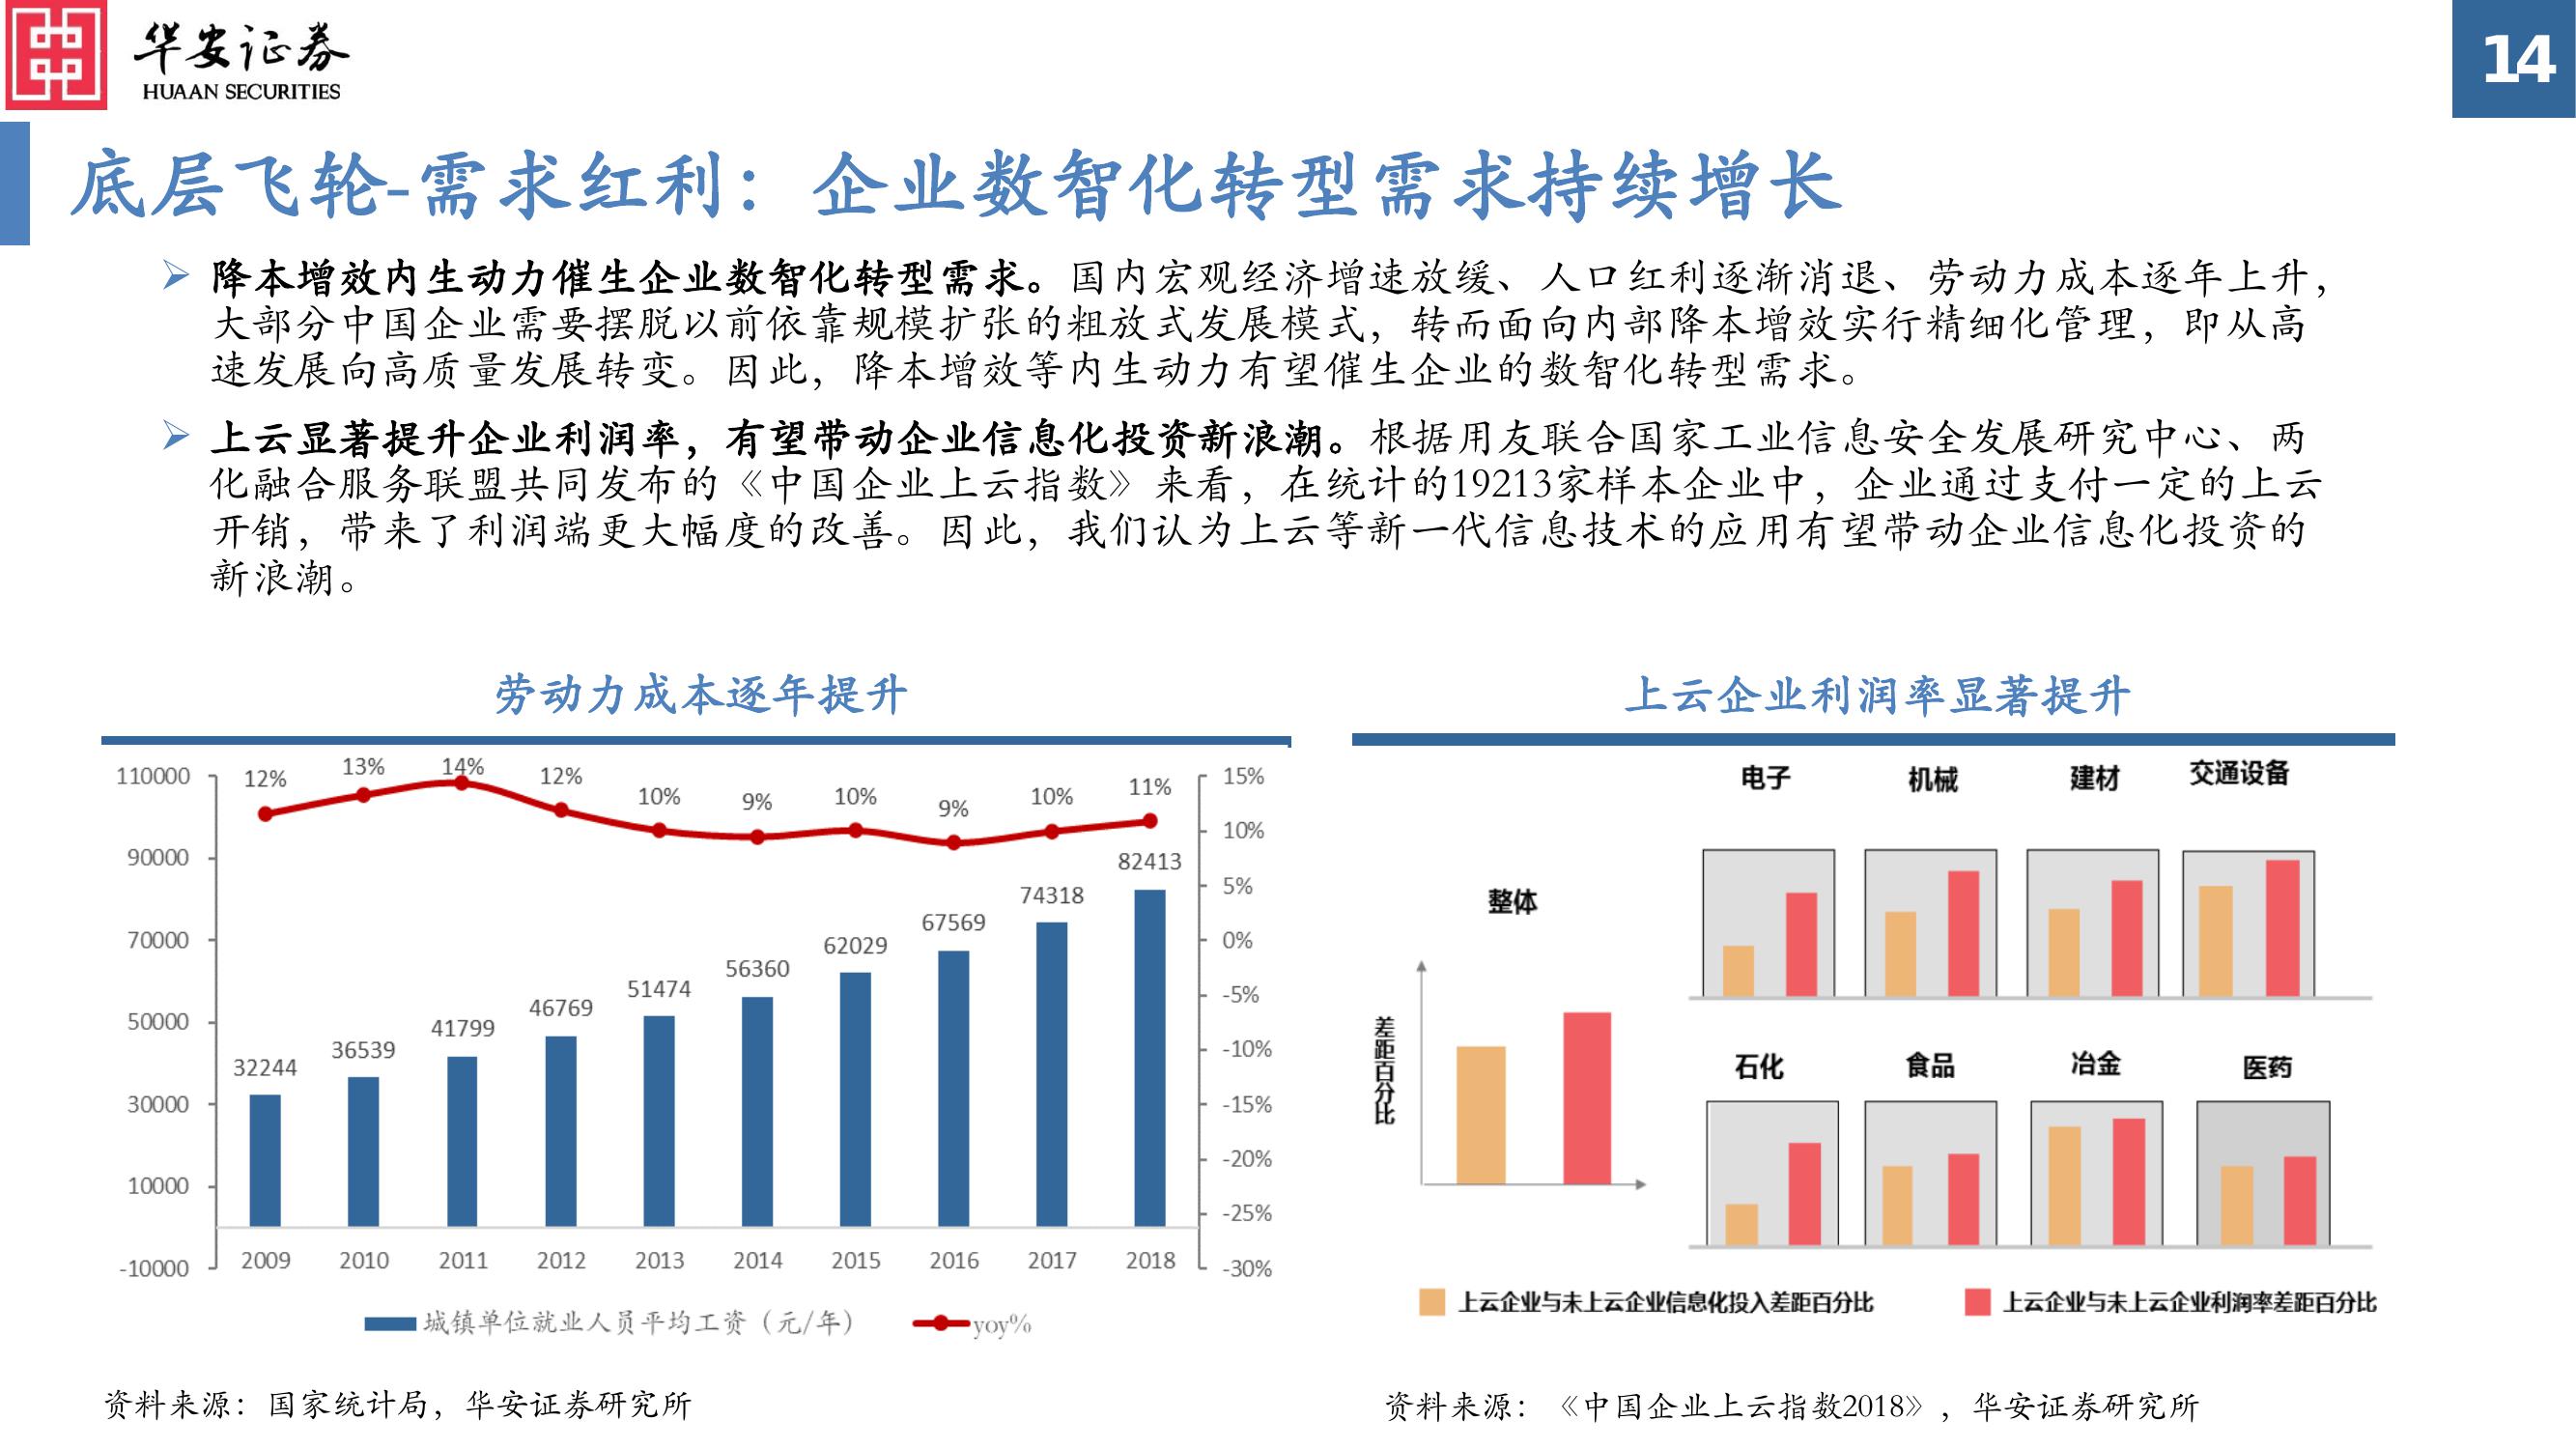 华安证券
HUAAN SECURITIES
14
底层飞轮-需求红利：企业数智化转型需求持续增长
降本增效内生动力催生企业数智化转型需求。国内宏观经济增速放缓、人口红利逐渐消退、劳动力成本逐年上升，
大部分中国企业需要摆脱以前依靠规模扩张的粗放式发展模式，转而面向内部降本增效实行精细化管理，即从高
速发展向高质量发展转变。因此，降本增效等内生动力有望催生企业的数智化转型需求。
上云显著提升企业利润率，有望带动企业信息化投资新浪潮。根据用友联合国家工业信息安全发展研究中心、两
化融合服务联盟共同发布的《中国企业上云指数》来看，在统计的19213家样本企业中，企业通过支付一定的上云
开销，带来了利润端更大幅度的改善。因此，我们认为上云等新一代信息技术的应用有望带动企业信息化投资的
新浪潮。
劳动力成本逐年提升
110000
90000
70000
50000
30000
10000
-10000
12% 13% 14% 12% 10% 9% 10% 9% 10% 11%
32244 36539 41799 46769 51474 56360 62029 67569 74318 82413
15%
10%
5%
0%
-5%
-10%
-15%
-20%
-25%
-30%
2009 2010 2011 2012 2013 2014 2015 2016 2017 2018
城镇单位就业人员平均工资（元/年） yoy%
资料来源：国家统计局，华安证券研究所
上云企业利润率显著提升
电子 机械 建材 交通设备
整体
差距百分比
石化 食品 冶金 医药
上云企业与未上云企业信息化投入差距百分比 上云企业与未上云企业利润率差距百分比
资料来源：《中国企业上云指数2018》，华安证券研究所